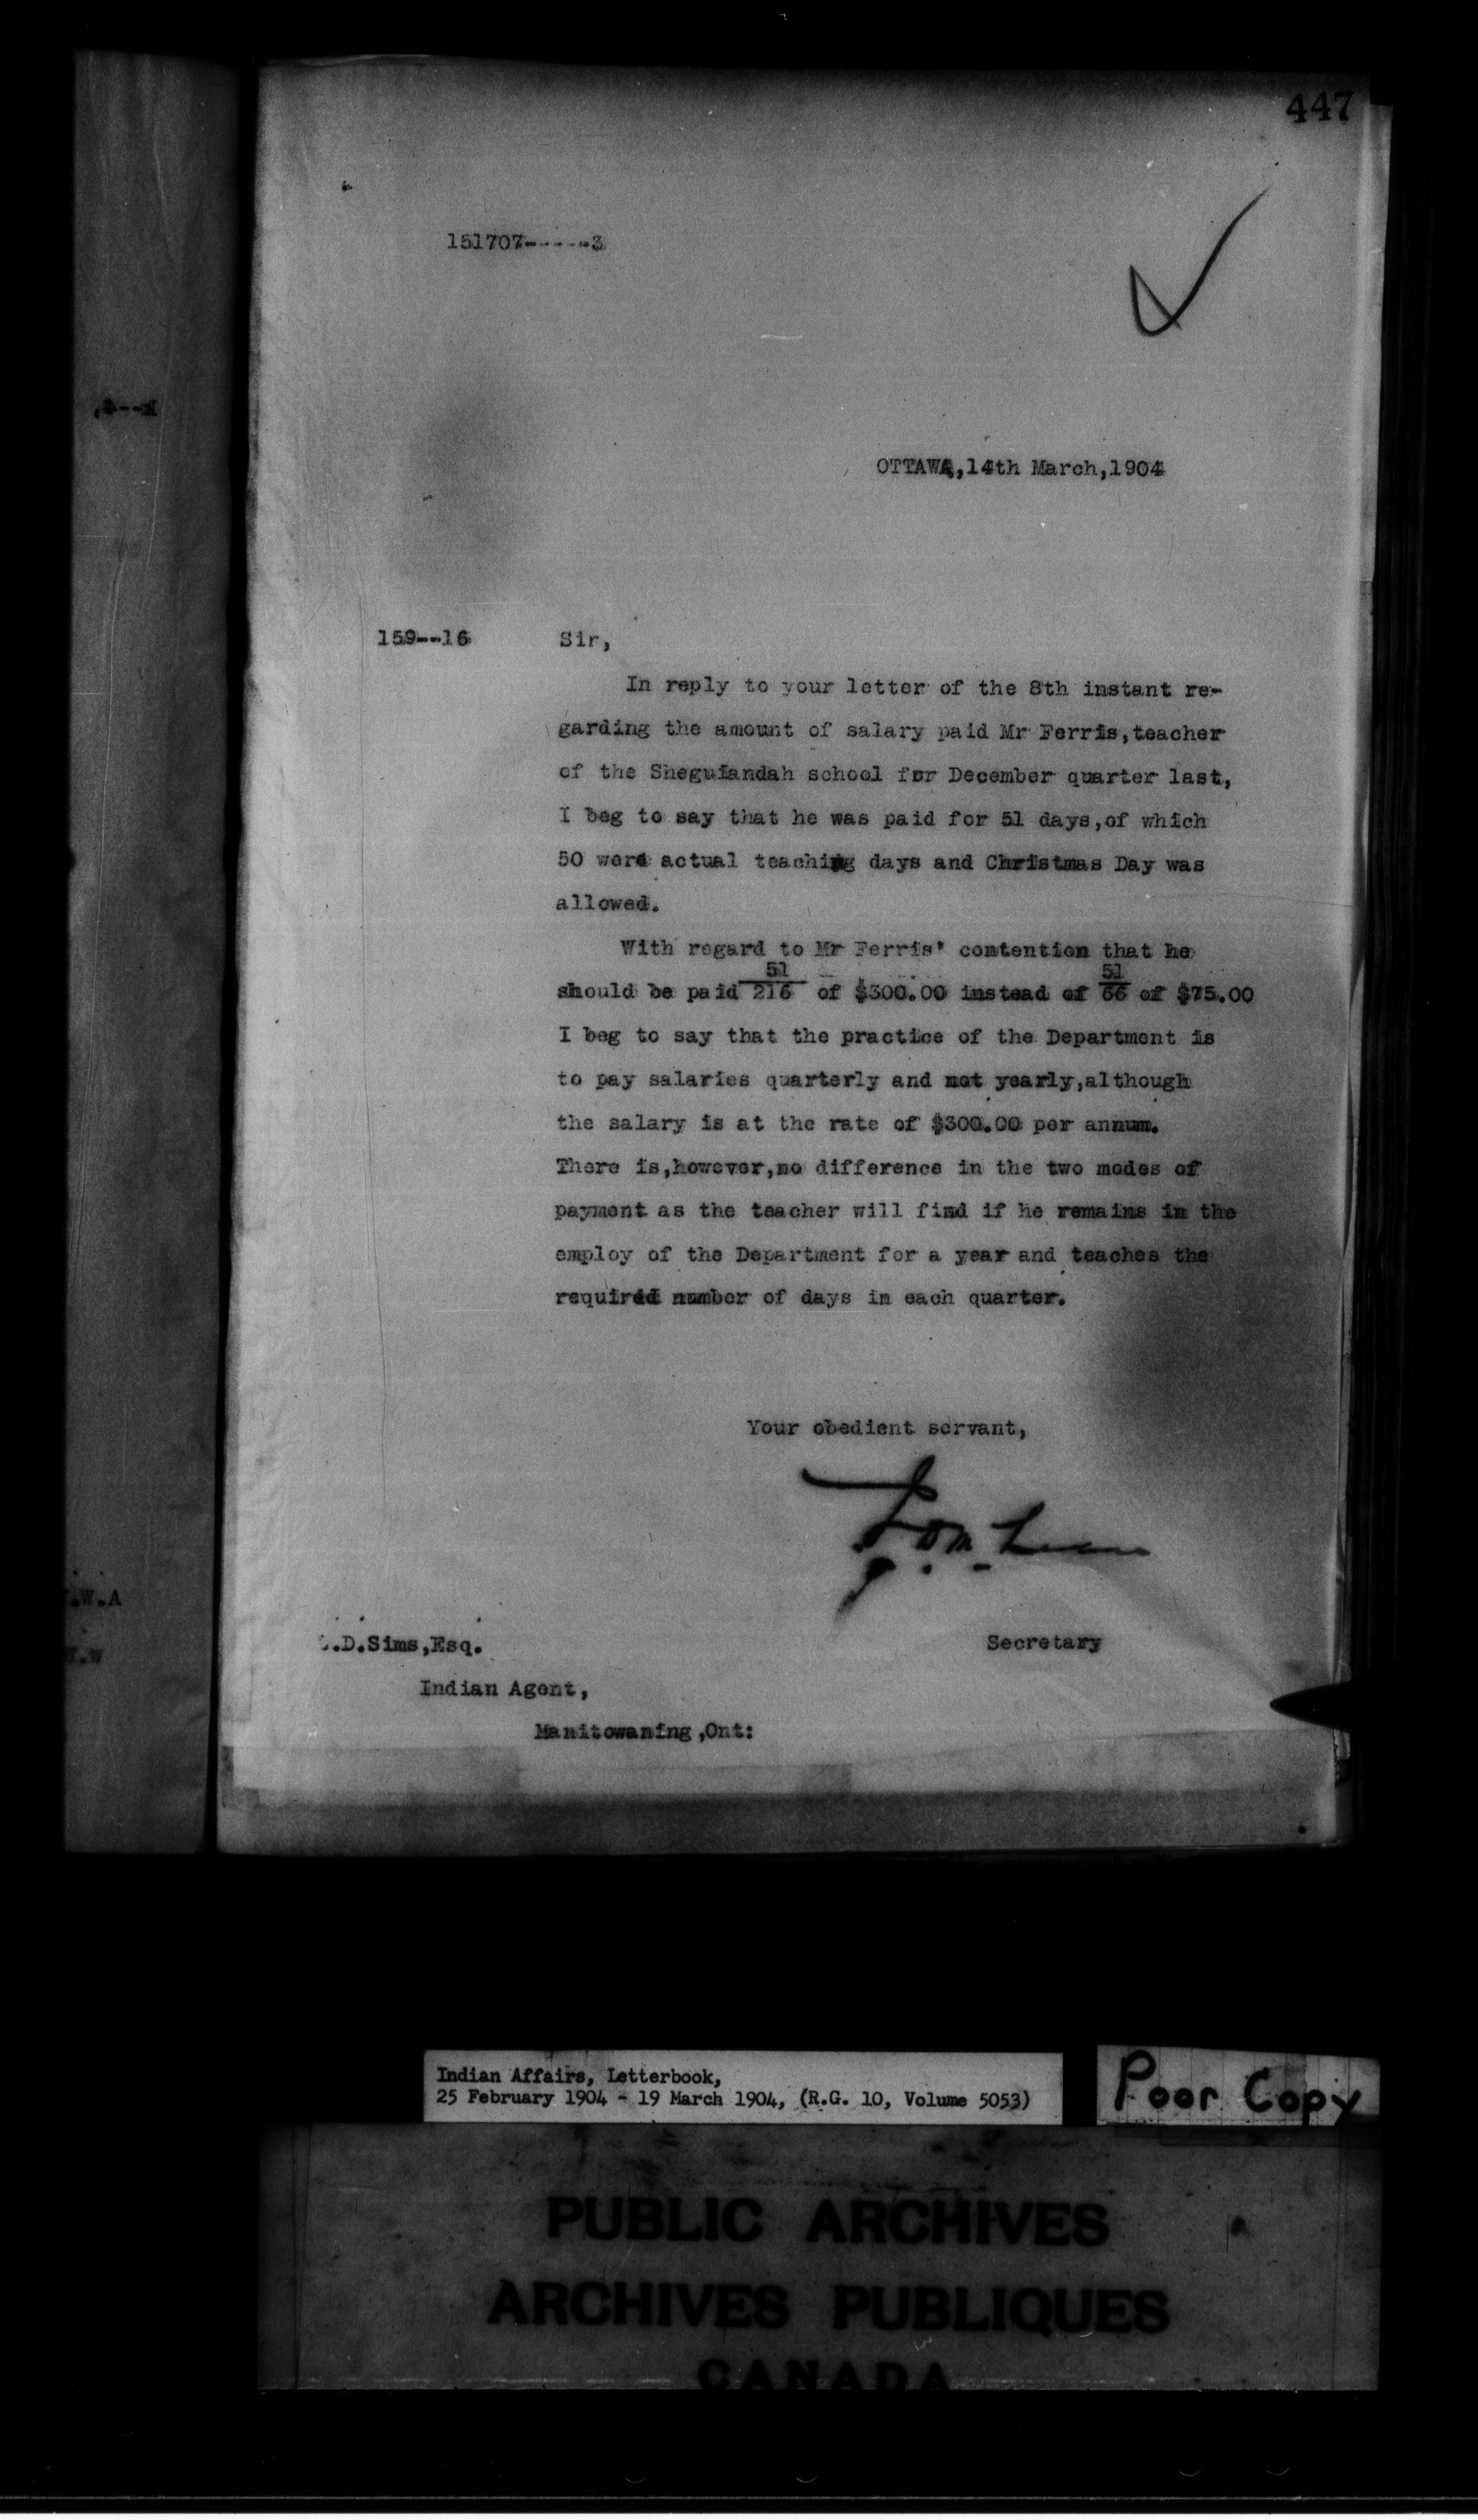 447
151707------3
OTTAWA,14th March,1904
159--16 Sir,
In reply to your letter of the 8th instant re-
garding the amount of salary paid Mr Ferris,teacher
of the Sheguiandah school for December quarter last,
I beg to say that he was paid for 51 days,of which
50 were actual teaching days and Christmas Day was
allowed.
With regard to Mr Ferris' contention that he
should be paid 51/216 of $300.00 instead of 51/66 of $75.00
I beg to say that the practice of the Department is
to pay salaries quarterly and not yearly,although
the salary is at the rate of $300.00 per annum.
There is,however,no difference in the two modes of
payment as the teacher will find if he remains in the
employ of the Department for a year and teaches the
required number of days in each quarter.
Your obedient servant,
.D.Sims,Esq. Secretary
Indian Agent,
Manitowaning,Ont:
.W.A
.W
Indian Affairs, Letterbook,
25 February 1904 - 19 March 1904, (R.G. 10, Volume 5053)
Poor Copy
PUBLIC ARCHIVES
ARCHIVES PUBLIQUES
CANADA